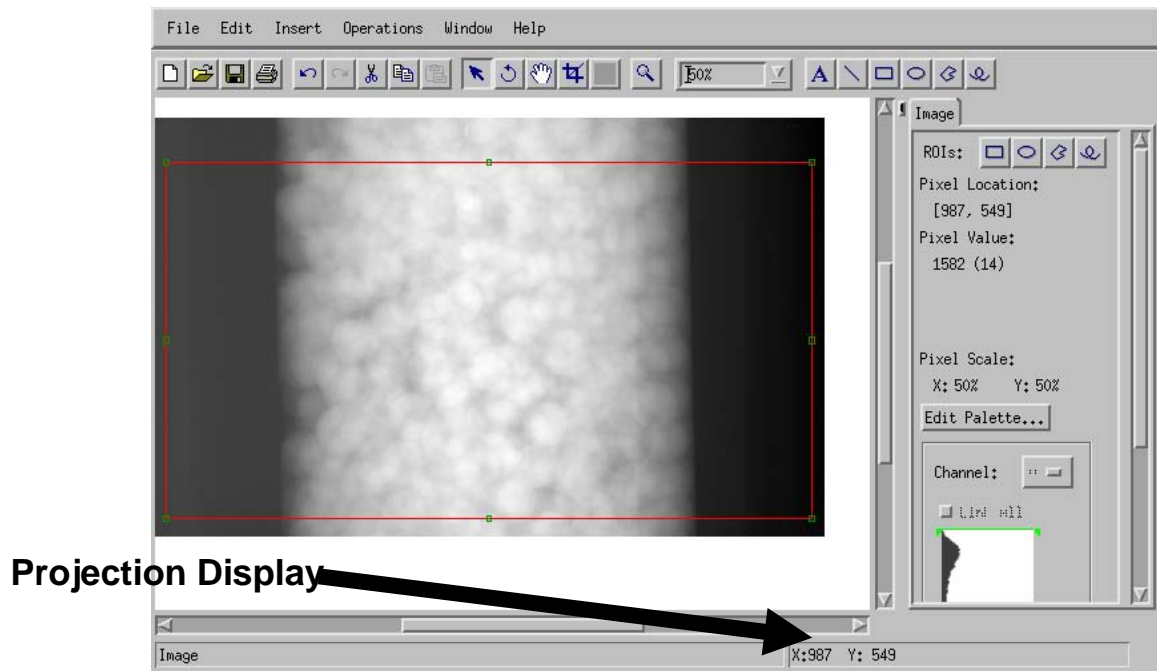 File Edit Insert Operations Window Help
50% A
Image
ROIs:
Pixel Location:
[987, 549]
Pixel Value:
1582 (14)
Pixel Scale:
X: 50% Y: 50%
Edit Palette...
Channel:
Projection Display
Image X:987 Y: 549